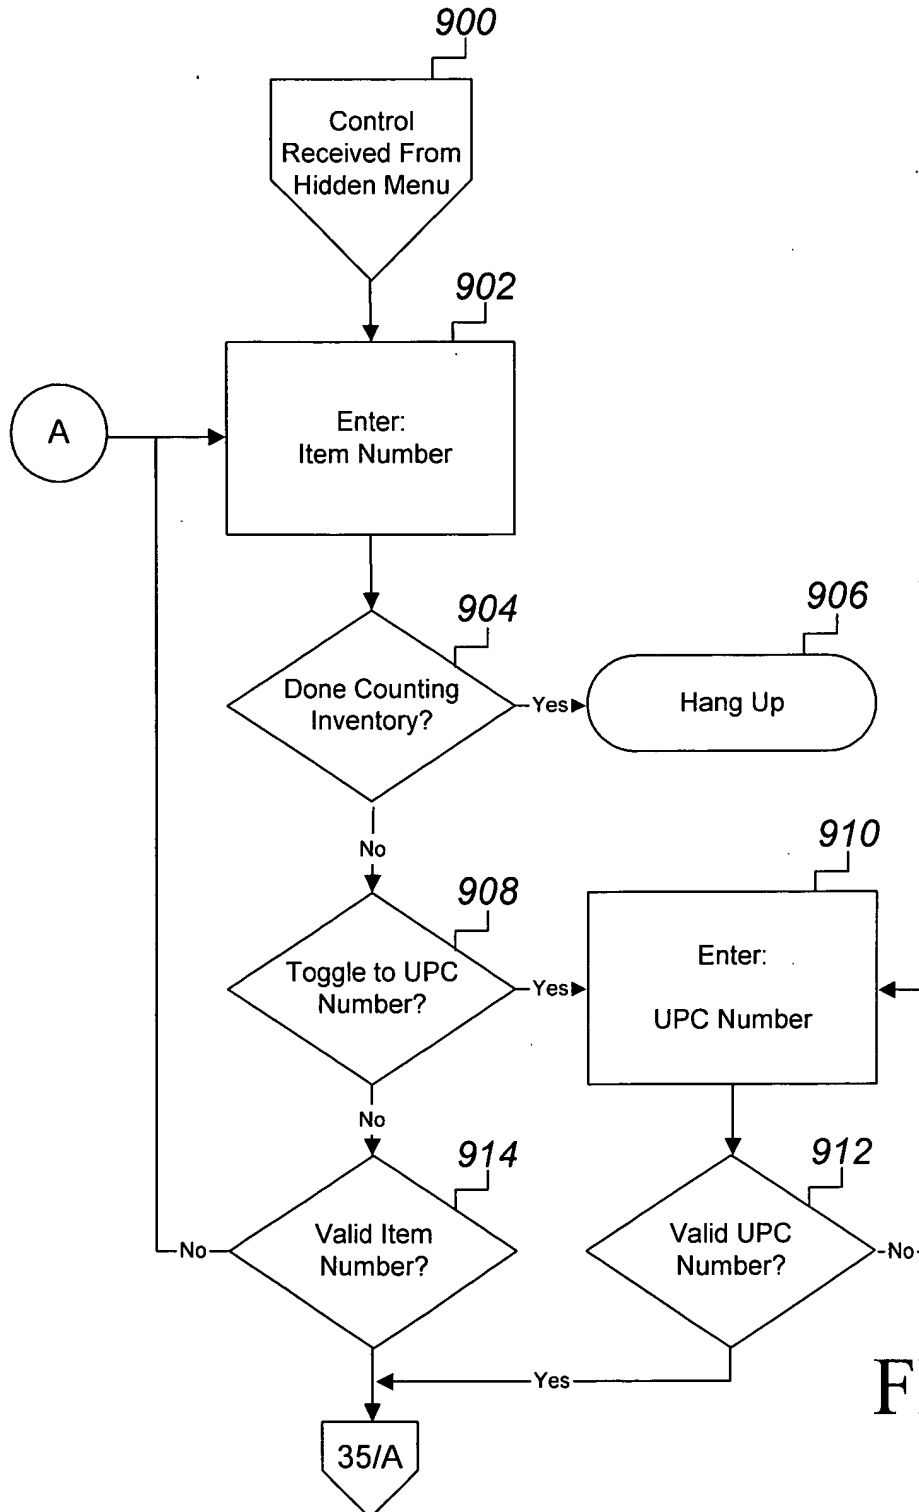 900
Control
Received From
Hidden Menu
902
A
Enter:
Item Number
904
Done Counting
Inventory?
Yes
906
Hang Up
No
908
Toggle to UPC
Number?
Yes
910
Enter:
UPC Number
No
914
Valid Item
Number?
No
912
Valid UPC
Number?
No
Yes
35/A
F